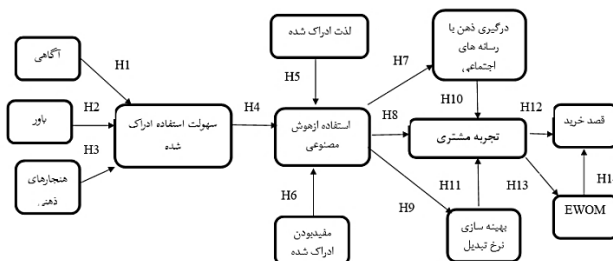 آگاهی
H1
باور
H2
هنجارهای
ذهنی
H3
سهولت استفاده ادراک
شده
H4
لذت ادراک شده
H5
استفاده ازهوش
مصنوعی
H6
مفیدبودن
ادراک شده
H7
H8
H9
درگیری ذهن با
رسانه های
اجتماعی
H10
تجربه مشتری
H11
بهینه سازی
نرخ تبدیل
H12
H13
قصد خرید
EWOM